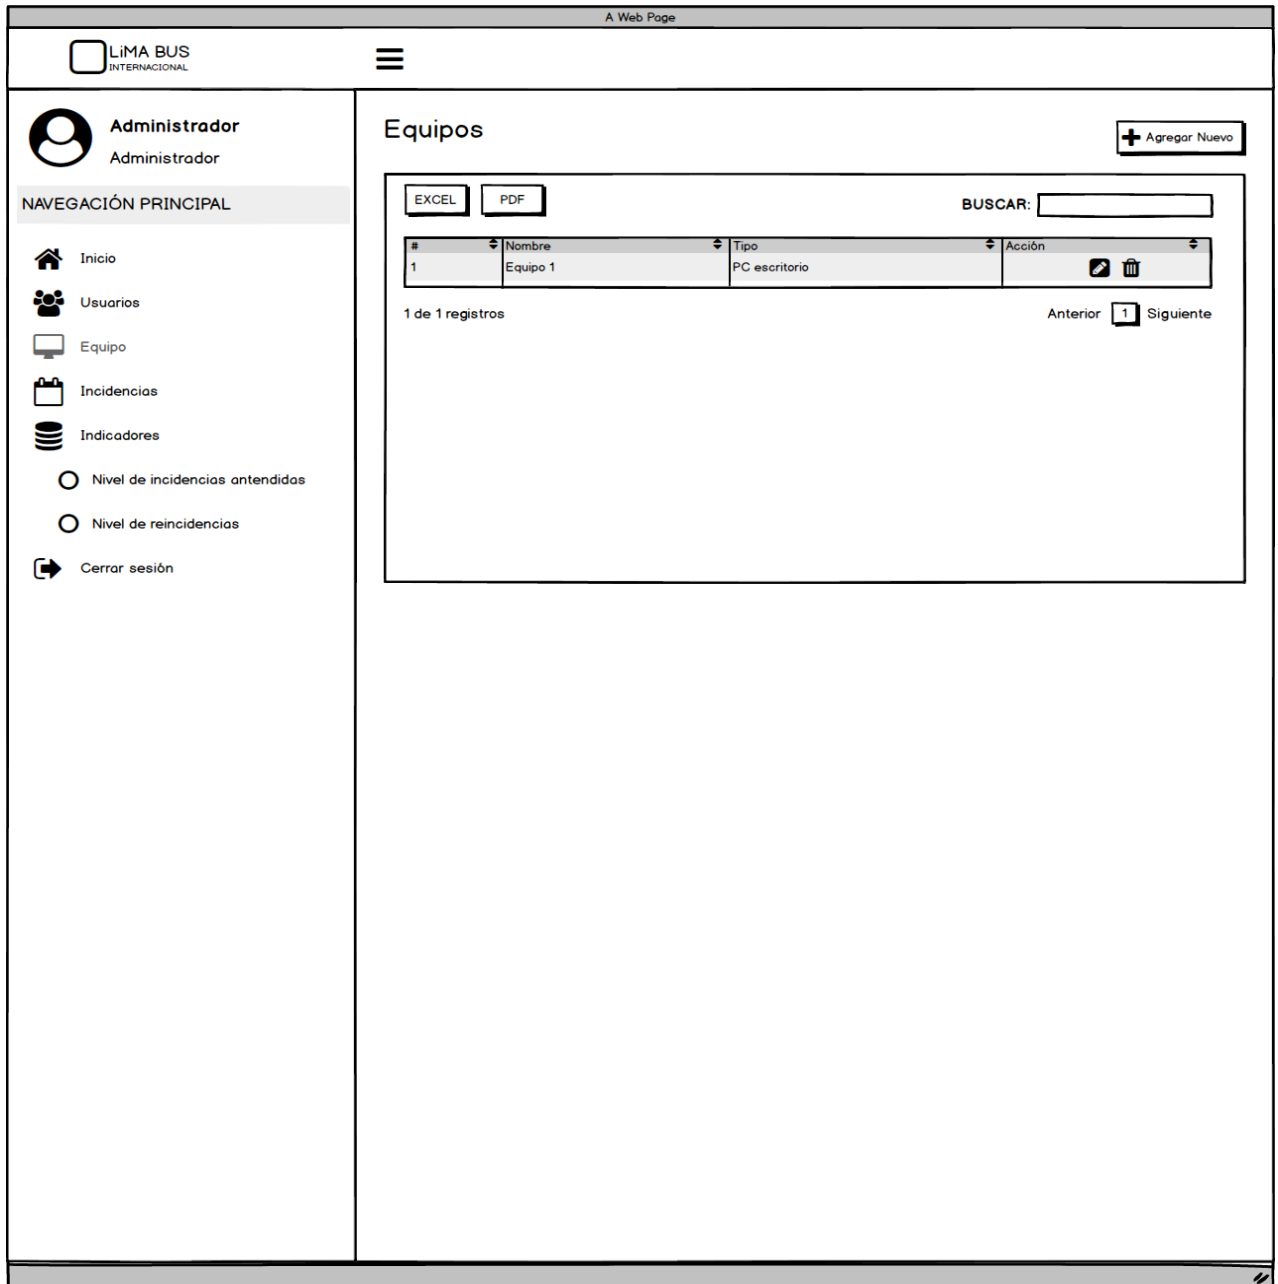 A Web Page
LiMA BUS
INTERNACIONAL
Administrador
Administrador
NAVEGACIÓN PRINCIPAL
Inicio
Usuarios
Equipo
Incidencias
Indicadores
Nivel de incidencias antendidas
Nivel de reincidencias
Cerrar sesión
Equipos
Agregar Nuevo
EXCEL PDF BUSCAR:
# Nombre Tipo Acción
1 Equipo 1 PC escritorio
1 de 1 registros Anterior 1 Siguiente